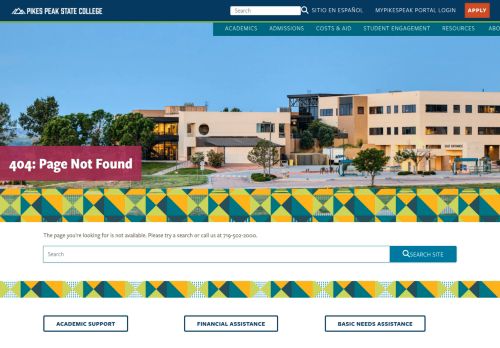 PIKES PEAK STATE COLLEGE
Search
SITIO EN ESPAÑOL
MYPIKESPEAK PORTAL LOGIN
APPLY
ACADEMICS
ADMISSIONS
COSTS & AID
STUDENT ENGAGEMENT
RESOURCES
ABO
404: Page Not Found
The page you're looking for is not available. Please try a search or call us at 719-502-2000.
Search
SEARCH SITE
ACADEMIC SUPPORT
FINANCIAL ASSISTANCE
BASIC NEEDS ASSISTANCE